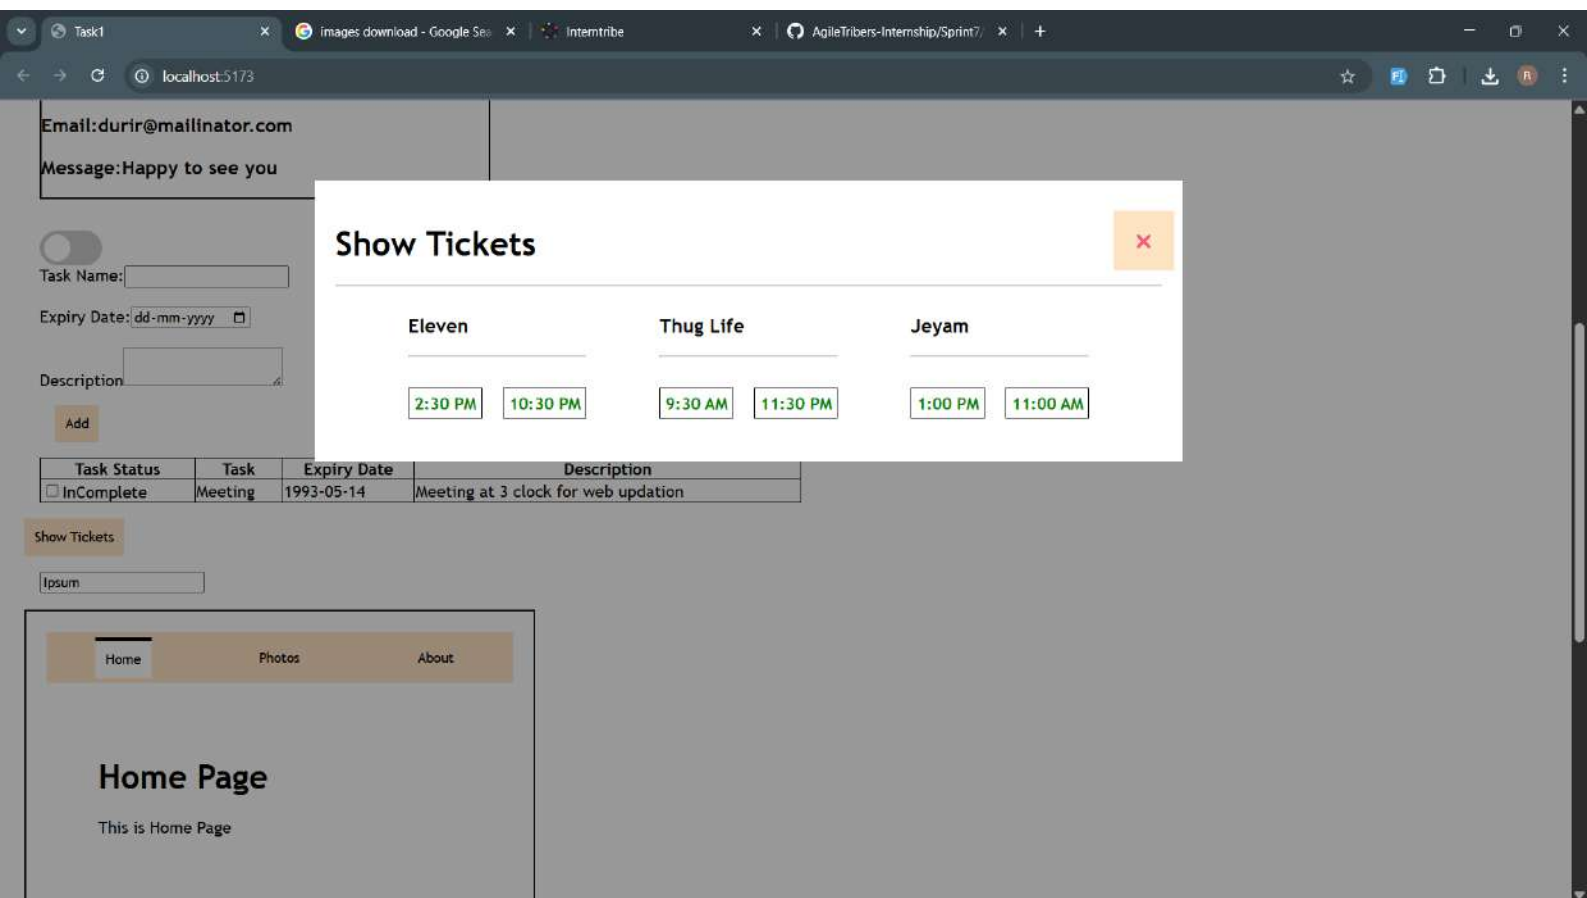 Task1
images download - Google Sea
Interntribe
AgileTribers-Internship/Sprint7/
localhost:5173
R
Email:durir@mailinator.com
Message:Happy to see you
Show Tickets
Eleven
Thug Life
Jeyam
2:30 PM
10:30 PM
9:30 AM
11:30 PM
1:00 PM
11:00 AM
Task Name:
Expiry Date: dd-mm-yyyy
Description
Add
Task Status Task Expiry Date Description
InComplete Meeting 1993-05-14 Meeting at 3 clock for web updation
Show Tickets
Ipsum
Home Photos About
Home Page
This is Home Page